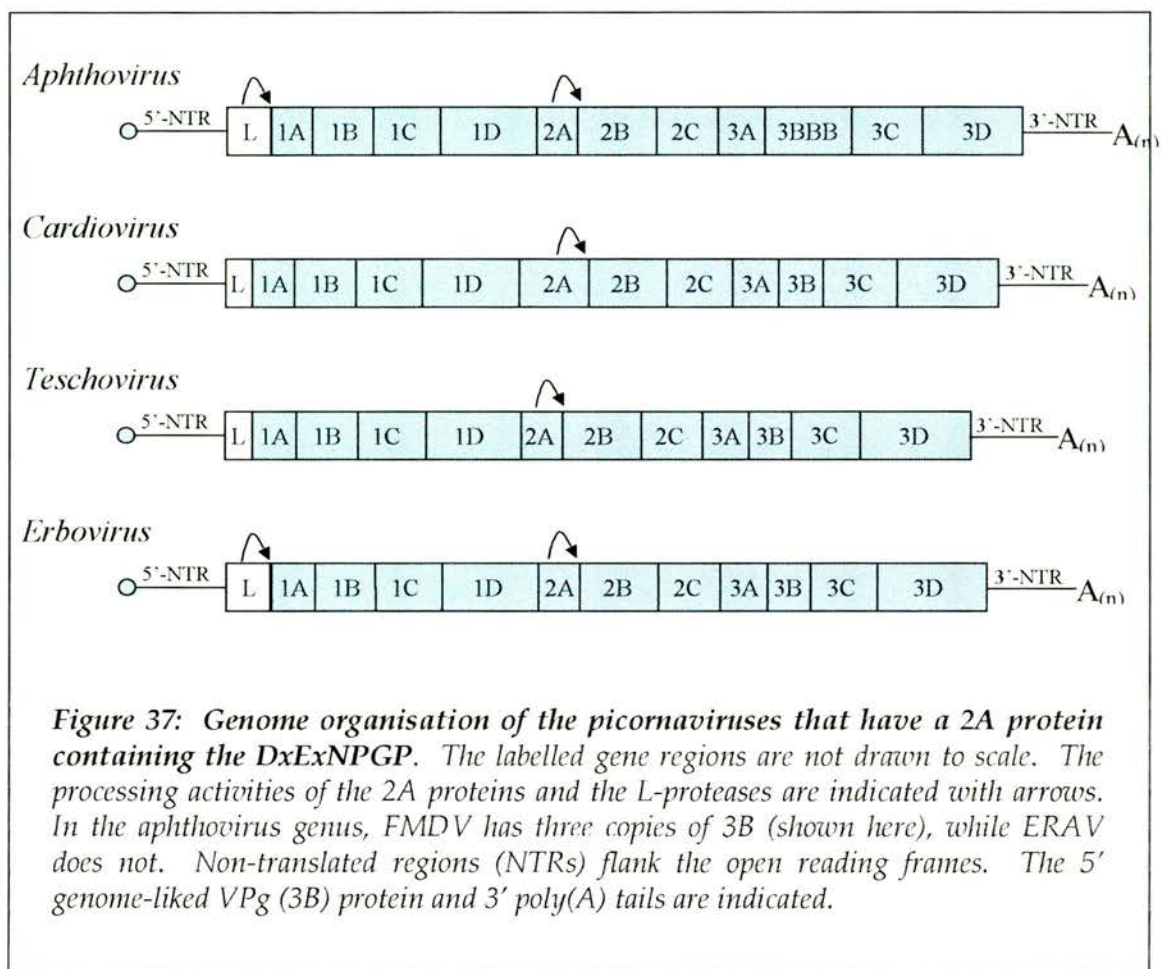 Aphthovirus
5'-NTR L 1A 1B 1C 1D 2A 2B 2C 3A 3BBB 3C 3D 3'-NTR A(n)
Cardiovirus
5'-NTR L 1A 1B 1C 1D 2A 2B 2C 3A 3B 3C 3D 3'-NTR A(n)
Teschovirus
5'-NTR L 1A 1B 1C 1D 2A 2B 2C 3A 3B 3C 3D 3'-NTR A(n)
Erbovirus
5'-NTR L 1A 1B 1C 1D 2A 2B 2C 3A 3B 3C 3D 3'-NTR A(n)
Figure 37: Genome organisation of the picornaviruses that have a 2A protein
containing the DxExNPGP. The labelled gene regions are not drawn to scale. The
processing activities of the 2A proteins and the L-proteases are indicated with arrows.
In the aphthovirus genus, FMDV has three copies of 3B (shown here), while ERAV
does not. Non-translated regions (NTRs) flank the open reading frames. The 5'
genome-liked VPg (3B) protein and 3' poly(A) tails are indicated.